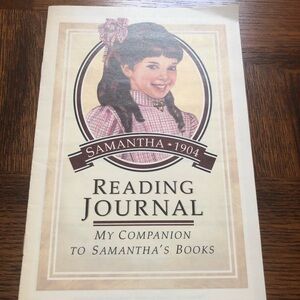 SAMANTHA • 1904
READING
JOURNAL
MY COMPANION
TO SAMANTHA'S BOOKS